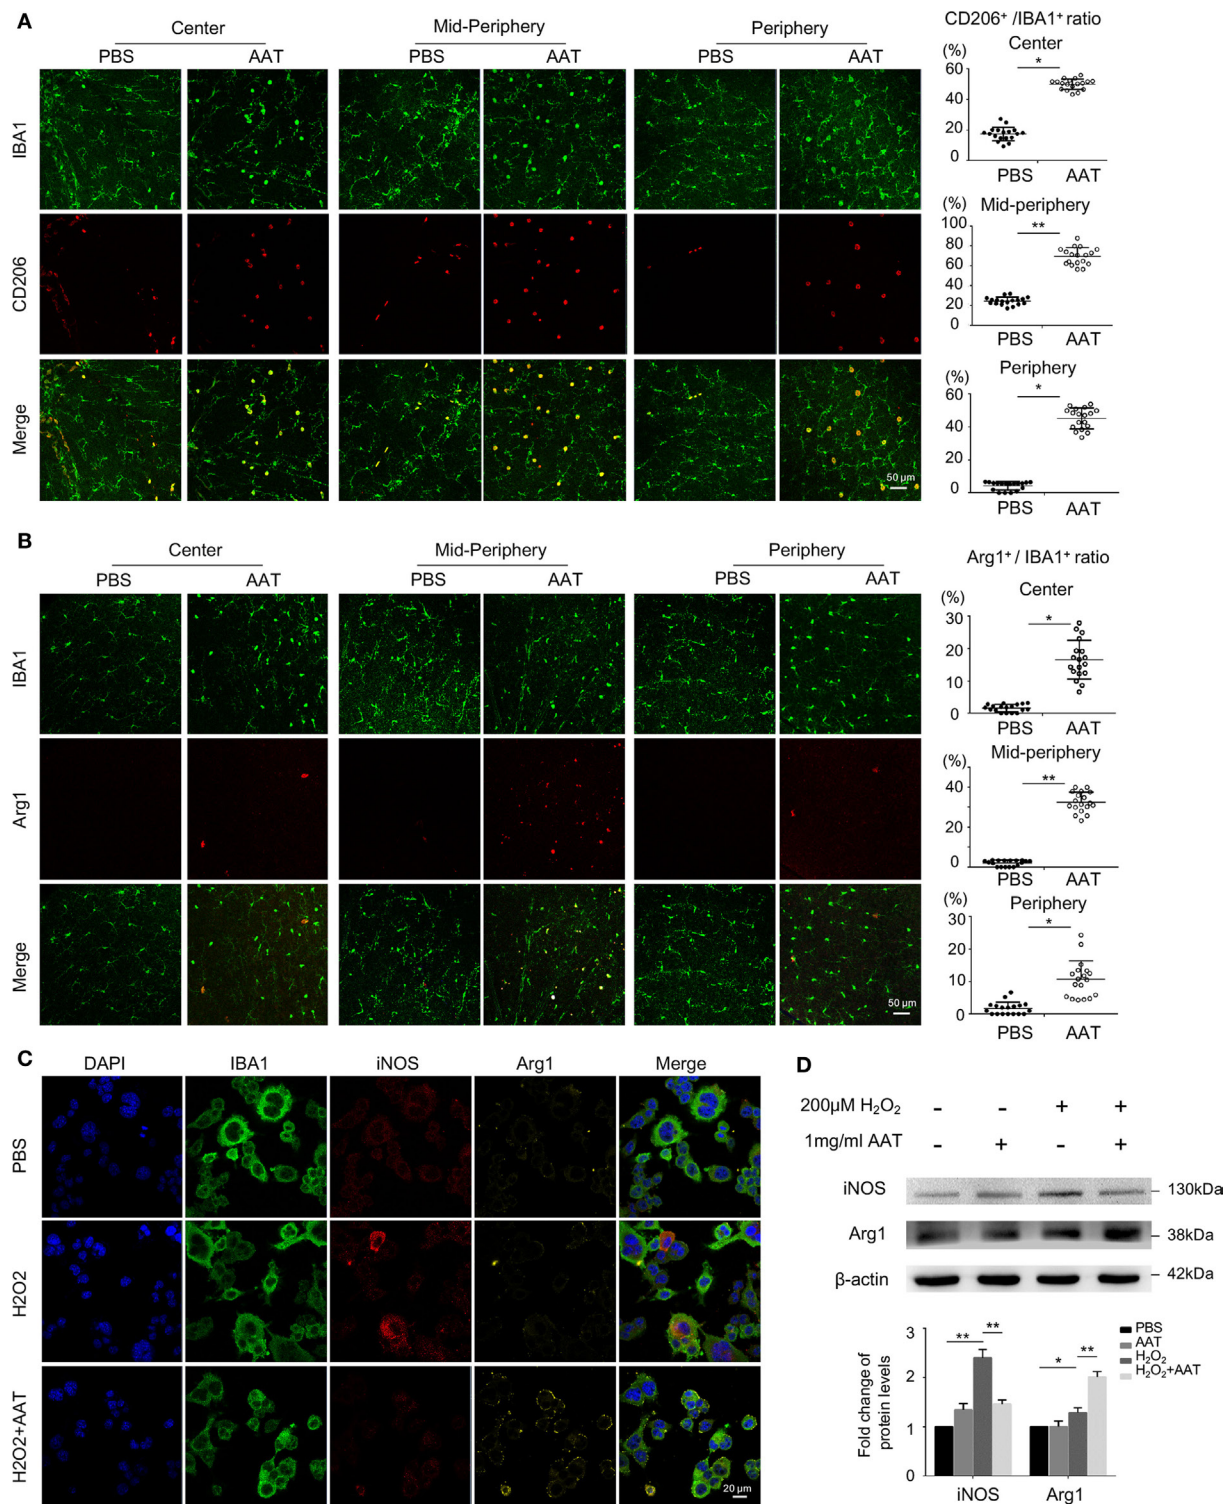 A
Center
Mid-Periphery
Periphery
PBS AAT PBS AAT PBS AAT
IBA1
CD206
Merge
50 µm
CD206⁺ /IBA1⁺ ratio
Center
(%)
60
40
20
0
*
PBS AAT
Mid-periphery
(%)
100
80
60
40
20
0
**
PBS AAT
Periphery
(%)
60
40
20
0
*
PBS AAT
B
Center
Mid-Periphery
Periphery
PBS AAT PBS AAT PBS AAT
IBA1
Arg1
Merge
50 µm
Arg1⁺ / IBA1⁺ ratio
Center
(%)
30
20
10
0
*
PBS AAT
Mid-periphery
(%)
40
20
0
**
PBS AAT
Periphery
(%)
30
20
10
0
*
PBS AAT
C
DAPI IBA1 iNOS Arg1 Merge
PBS
H2O2
H2O2+AAT
20 µm
D
200µM H₂O₂ - - + +
1mg/ml AAT - + - +
iNOS 130kDa
Arg1 38kDa
β-actin 42kDa
Fold change of
protein levels
3
2
1
0
** **
* **
PBS
AAT
H₂O₂
H₂O₂+AAT
iNOS Arg1